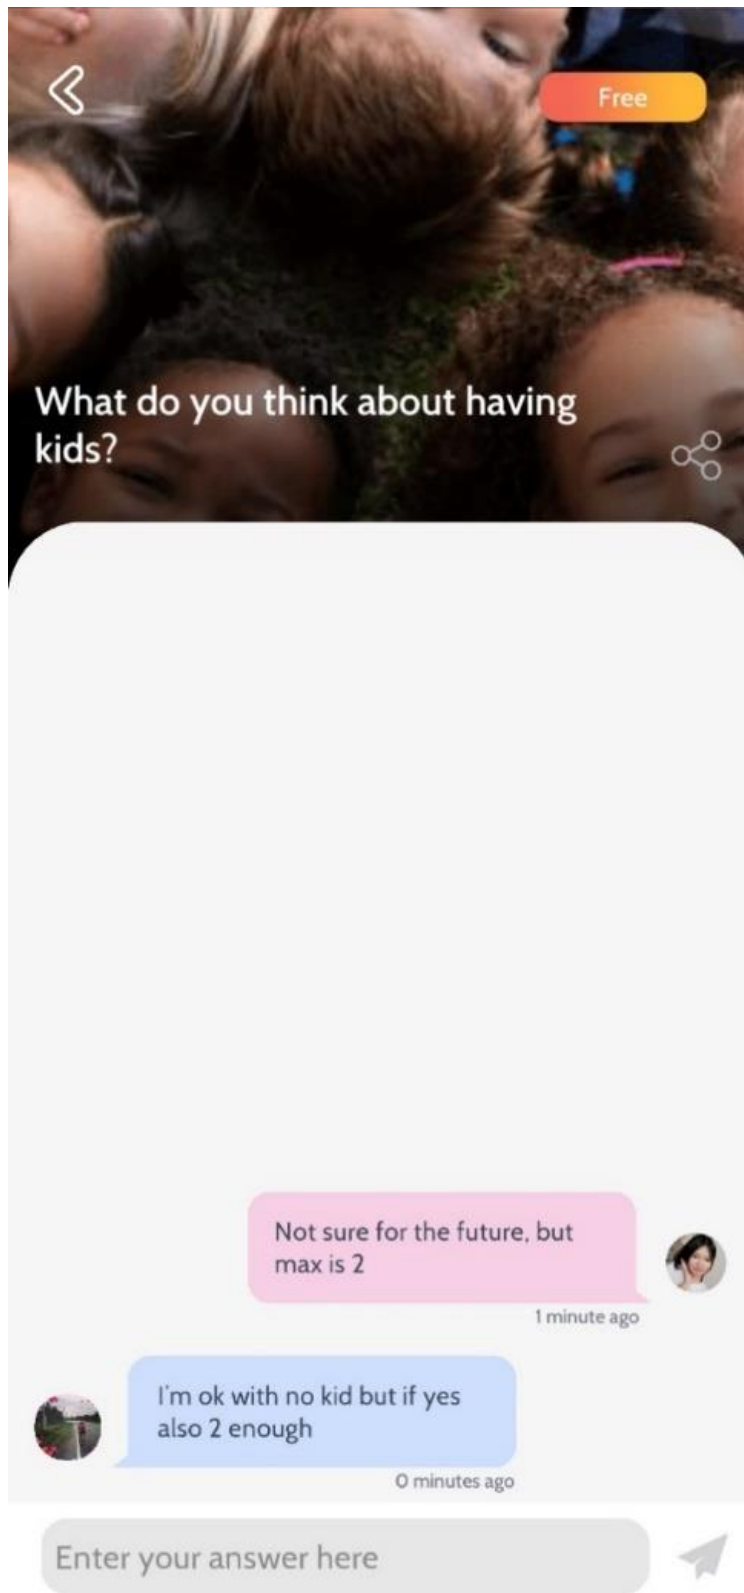 Free
What do you think about having
kids?
Not sure for the future, but
max is 2
1 minute ago
I'm ok with no kid but if yes
also 2 enough
0 minutes ago
Enter your answer here